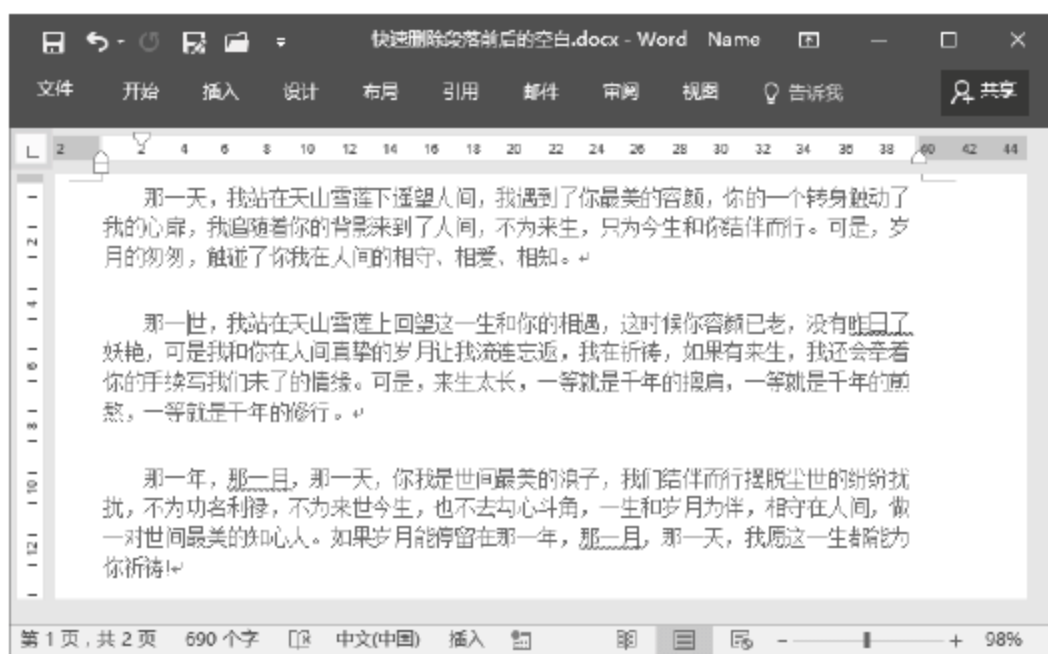 快速删除段落前后的空白.docx - Word Name
文件 开始 插入 设计 布局 引用 邮件 审阅 视图 告诉我 共享
L 2 2 4 6 8 10 12 14 16 18 20 22 24 26 28 30 32 34 36 38 40 42 44
那一天，我站在天山雪莲下遥望人间，我遇到了你最美的容颜，你的一个转身触动了
我的心扉，我追随着你的背影来到了人间，不为来生，只为今生和你结伴而行。可是，岁
月的匆匆，触碰了你我在人间的相守、相爱、相知。
那一世，我站在天山雪莲上回望这一生和你的相遇，这时候你容颜已老，没有昨日了
妖艳，可是我和你在人间真挚的岁月让我流连忘返，我在祈祷，如果有来生，我还会牵着
你的手续写我们未了的情缘。可是，来生太长，一等就是千年的擦肩，一等就是千年的煎
熬，一等就是千年的修行。
那一年，那一月，那一天，你我是世间最美的浪子，我们结伴而行摆脱尘世的纷纷扰
扰，不为功名利禄，不为来世今生，也不去勾心斗角，一生和岁月为伴，相守在人间，做
一对世间最美的知心人。如果岁月能停留在那一年，那一月，那一天，我愿这一生都能为
你祈祷!
2
4
6
8
10
12
第 1 页，共 2 页 690 个字 中文(中国) 插入 98%